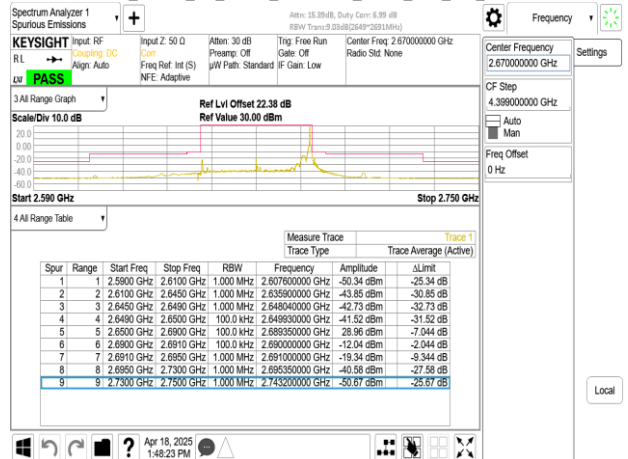 Spectrum Analyzer 1
Spurious Emissions
Attn: 15.39dB, Duty Corr: 6.99 dB
RBW Trans:9.03dB(2649~2691MHz)
Frequency
KEYSIGHT
Input: RF
Coupling: DC
Align: Auto
Input Z: 50 Ω
Corr
Freq Ref: Int (S)
NFE: Adaptive
Atten: 30 dB
Preamp: Off
µW Path: Standard
Trig: Free Run
Gate: Off
IF Gain: Low
Center Freq: 2.670000000 GHz
Radio Std: None
RL
LXI
PASS
Center Frequency
2.670000000 GHz
Settings
CF Step
4.399000000 GHz
Auto
Man
Freq Offset
0 Hz
3 All Range Graph
Scale/Div 10.0 dB
Ref Lvl Offset 22.38 dB
Ref Value 30.00 dBm
20.0
0.00
-20.0
-40.0
-60.0
Start 2.590 GHz
Stop 2.750 GHz
4 All Range Table
Measure Trace Trace 1
Trace Type Trace Average (Active)
Spur Range Start Freq Stop Freq RBW Frequency Amplitude ΔLimit
1 1 2.5900 GHz 2.6100 GHz 1.000 MHz 2.607600000 GHz -50.34 dBm -25.34 dB
2 2 2.6100 GHz 2.6450 GHz 1.000 MHz 2.635900000 GHz -43.85 dBm -30.85 dB
3 3 2.6450 GHz 2.6490 GHz 1.000 MHz 2.648040000 GHz -42.73 dBm -32.73 dB
4 4 2.6490 GHz 2.6500 GHz 100.0 kHz 2.649930000 GHz -41.52 dBm -31.52 dB
5 5 2.6500 GHz 2.6900 GHz 100.0 kHz 2.689350000 GHz 28.96 dBm -7.044 dB
6 6 2.6900 GHz 2.6910 GHz 100.0 kHz 2.690000000 GHz -12.04 dBm -2.044 dB
7 7 2.6910 GHz 2.6950 GHz 1.000 MHz 2.691000000 GHz -19.34 dBm -9.344 dB
8 8 2.6950 GHz 2.7300 GHz 1.000 MHz 2.695350000 GHz -40.58 dBm -27.58 dB
9 9 2.7300 GHz 2.7500 GHz 1.000 MHz 2.743200000 GHz -50.67 dBm -25.67 dB
Local
?
Apr 18, 2025
1:48:23 PM